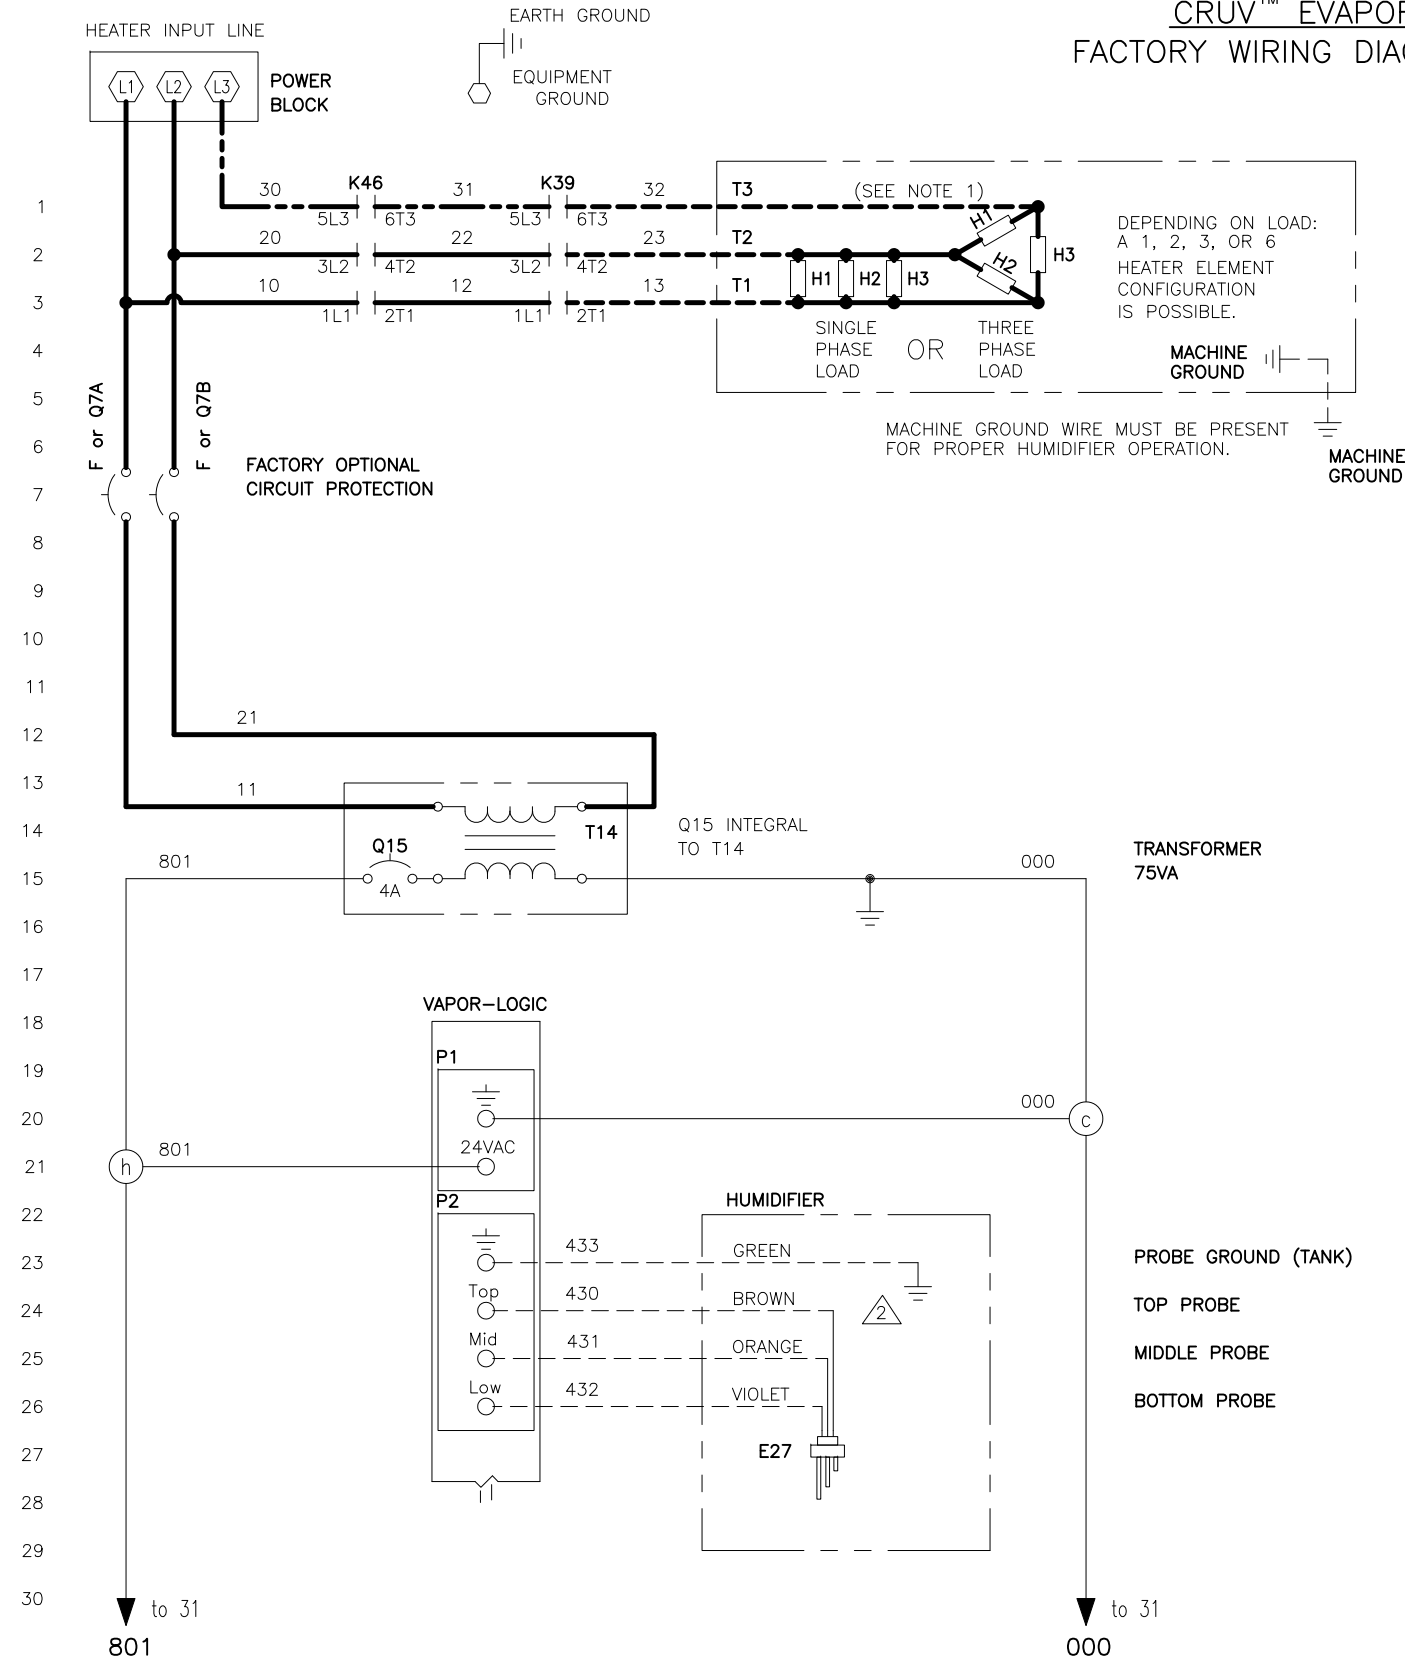 CRUV™ EVAPOR
FACTORY WIRING DIAG
EARTH GROUND
HEATER INPUT LINE
EQUIPMENT
GROUND
L1 L2 L3
POWER
BLOCK
30 K46 31 K39 32 T3 (SEE NOTE 1)
1
5L3 6T3 5L3 6T3
H1
20 22 23 T2
2
3L2 4T2 3L2 4T2
H2
H1 H2 H3
H3
10 12 13 T1
3
1L1 2T1 1L1 2T1
DEPENDING ON LOAD:
A 1, 2, 3, OR 6
HEATER ELEMENT
CONFIGURATION
IS POSSIBLE.
SINGLE
PHASE
LOAD
OR
THREE
PHASE
LOAD
4
MACHINE
GROUND
5
F or Q7A
F or Q7B
MACHINE GROUND WIRE MUST BE PRESENT
FOR PROPER HUMIDIFIER OPERATION.
6
MACHINE
GROUND
FACTORY OPTIONAL
CIRCUIT PROTECTION
7
8
9
10
11
21
12
13
11
14
T14
Q15 INTEGRAL
TO T14
Q15
4A
801
000
15
TRANSFORMER
75VA
16
17
VAPOR–LOGIC
18
P1
19
20
000
c
24VAC
21
h
801
P2
22
HUMIDIFIER
23
433 GREEN
PROBE GROUND (TANK)
24
Top 430 BROWN
2
TOP PROBE
25
Mid 431 ORANGE
MIDDLE PROBE
26
Low 432 VIOLET
BOTTOM PROBE
27
E27
28
29
30
to 31
to 31
801
000